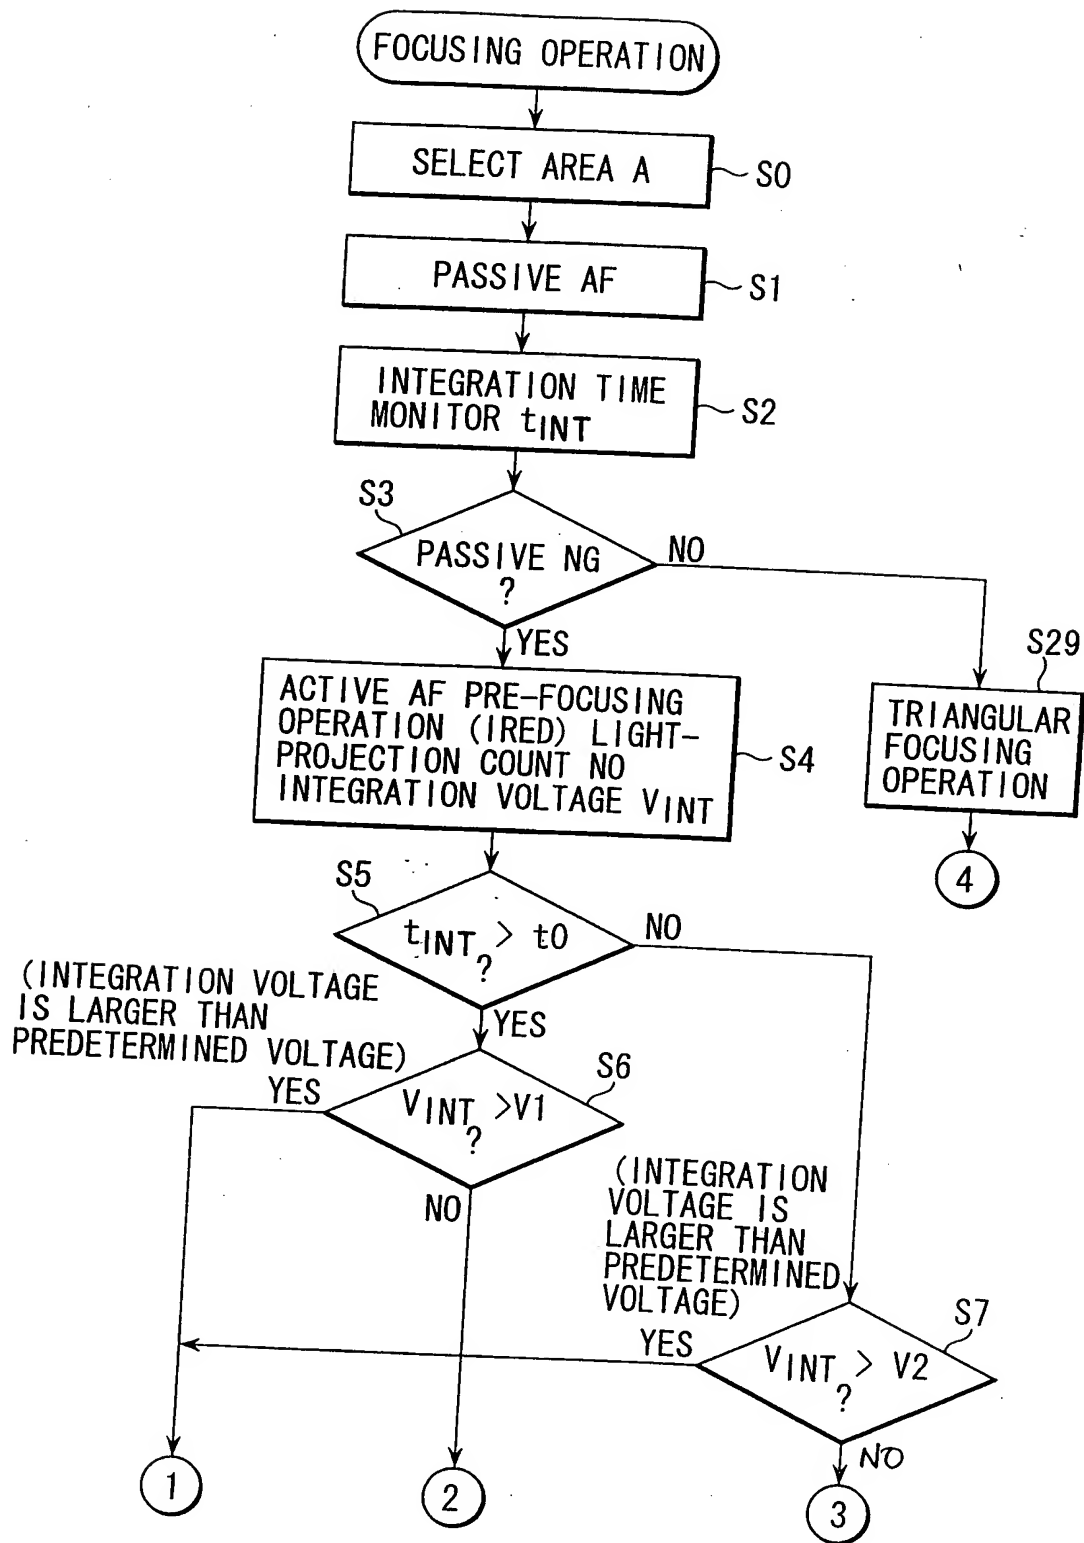 FOCUSING OPERATION
SELECT AREA A
S0
PASSIVE AF
S1
INTEGRATION TIME
MONITOR tINT
S2
S3
PASSIVE NG
?
NO
YES
S29
TRIANGULAR
FOCUSING
OPERATION
4
ACTIVE AF PRE-FOCUSING
OPERATION (IRED) LIGHT-
PROJECTION COUNT NO
INTEGRATION VOLTAGE VINT
S4
S5
tINT > t0
?
NO
YES
(INTEGRATION VOLTAGE
IS LARGER THAN
PREDETERMINED VOLTAGE)
YES
S6
VINT >V1
?
NO
(INTEGRATION
VOLTAGE IS
LARGER THAN
PREDETERMINED
VOLTAGE)
YES
S7
VINT > V2
?
NO
1
2
3